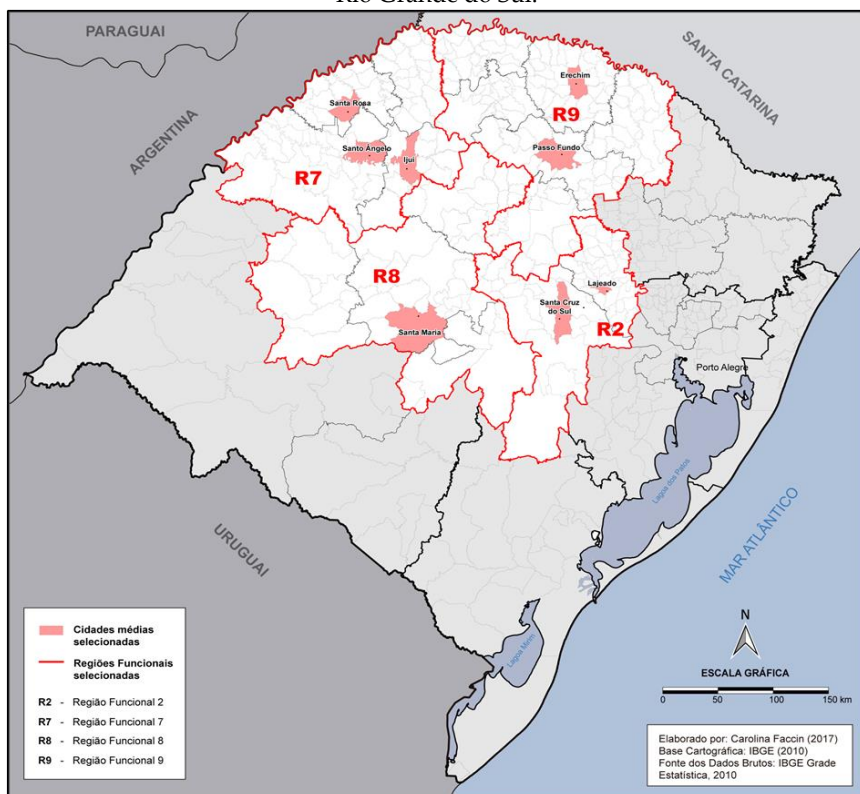 Rio Grande do Sul.
PARAGUAI
SANTA CATARINA
ARGENTINA
Erechim
R9
Santa Rosa
Santo Ângelo
Ijuí
Passo Fundo
R7
R8
Lajeado
Santa Cruz
do Sul
R2
Santa Maria
Porto Alegre
Lagoa dos Patos
MAR ATLÂNTICO
URUGUAI
Lagoa Mirim
N
ESCALA GRÁFICA
0 50 100 150 km
Cidades médias
selecionadas
Regiões Funcionais
selecionadas
R2 - Região Funcional 2
R7 - Região Funcional 7
R8 - Região Funcional 8
R9 - Região Funcional 9
Elaborado por: Carolina Faccin (2017)
Base Cartográfica: IBGE (2010)
Fonte dos Dados Brutos: IBGE Grade
Estatística, 2010